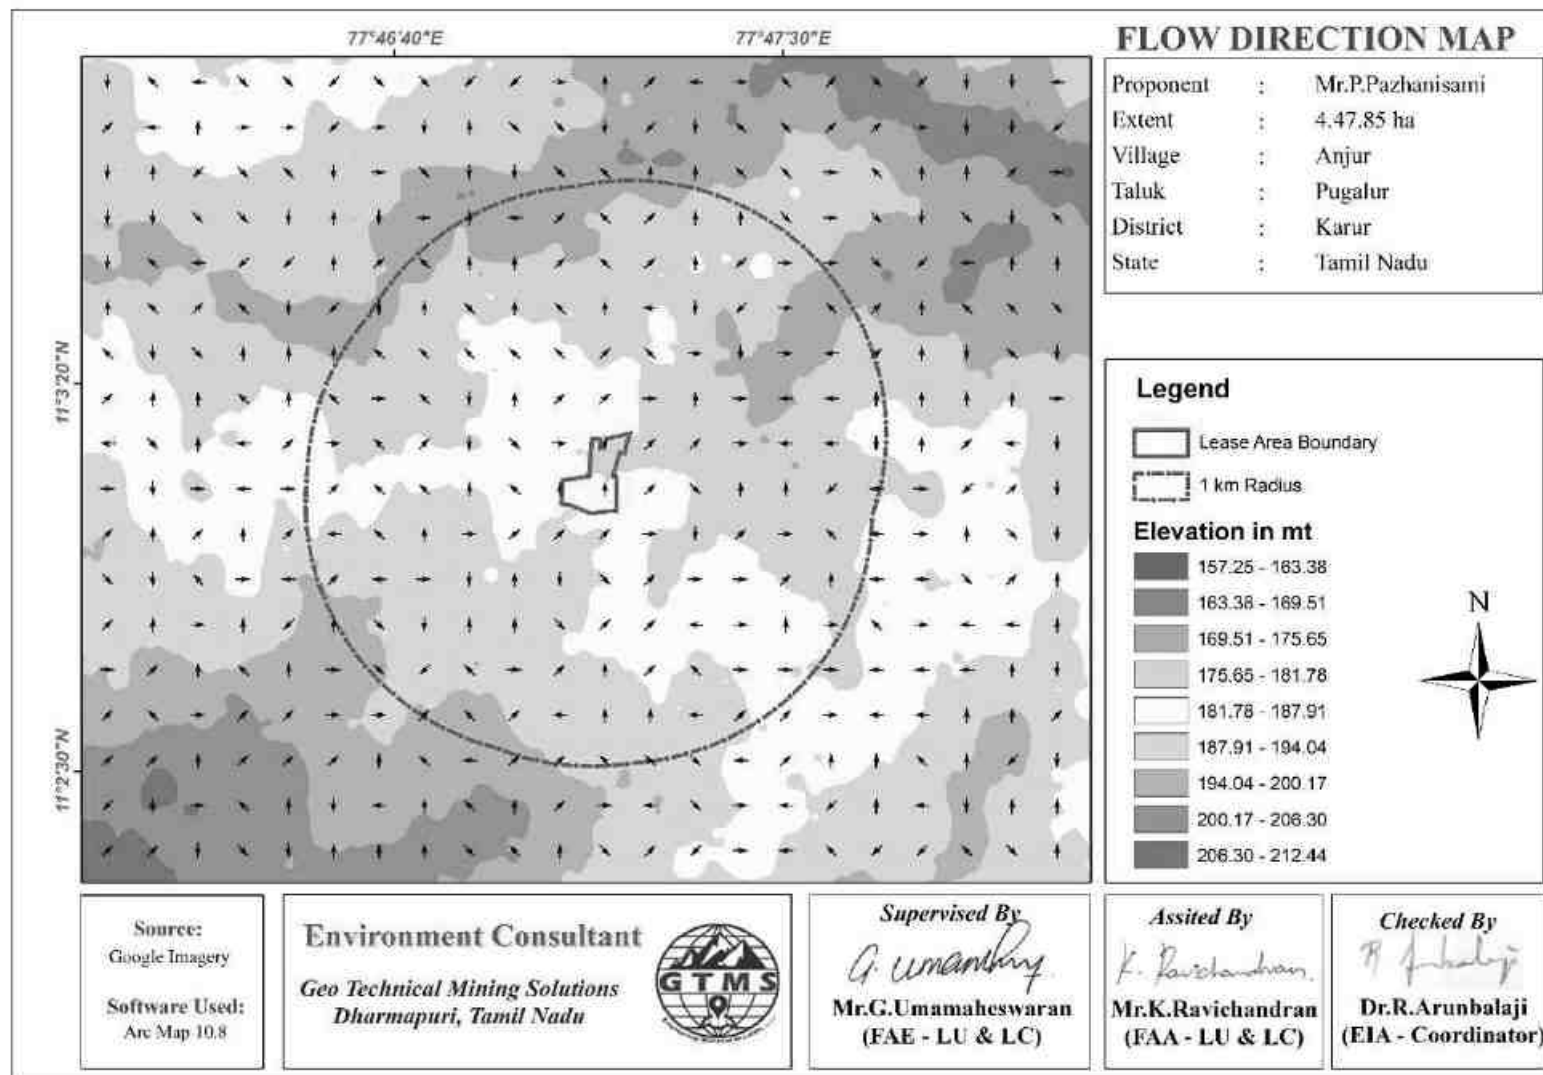 77°46'40"E
77°47'30"E
11°3'20"N
11°2'30"N
FLOW DIRECTION MAP
Proponent : Mr.P.Pazhanisami
Extent : 4.47.85 ha
Village : Anjur
Taluk : Pugalur
District : Karur
State : Tamil Nadu
Legend
Lease Area Boundary
1 km Radius
Elevation in mt
157.25 - 163.38
163.38 - 169.51
169.51 - 175.65
175.65 - 181.78
181.78 - 187.91
187.91 - 194.04
194.04 - 200.17
200.17 - 206.30
206.30 - 212.44
N
Source:
Google Imagery
Software Used:
Arc Map 10.8
Environment Consultant
Geo Technical Mining Solutions
Dharmapuri, Tamil Nadu
GTMS
Supervised By
G. Umamhy
Mr.G.Umamaheswaran
(FAE - LU & LC)
Assited By
K. Ravichandran.
Mr.K.Ravichandran
(FAA - LU & LC)
Checked By
Dr.R.Arunbalaji
(EIA - Coordinator)